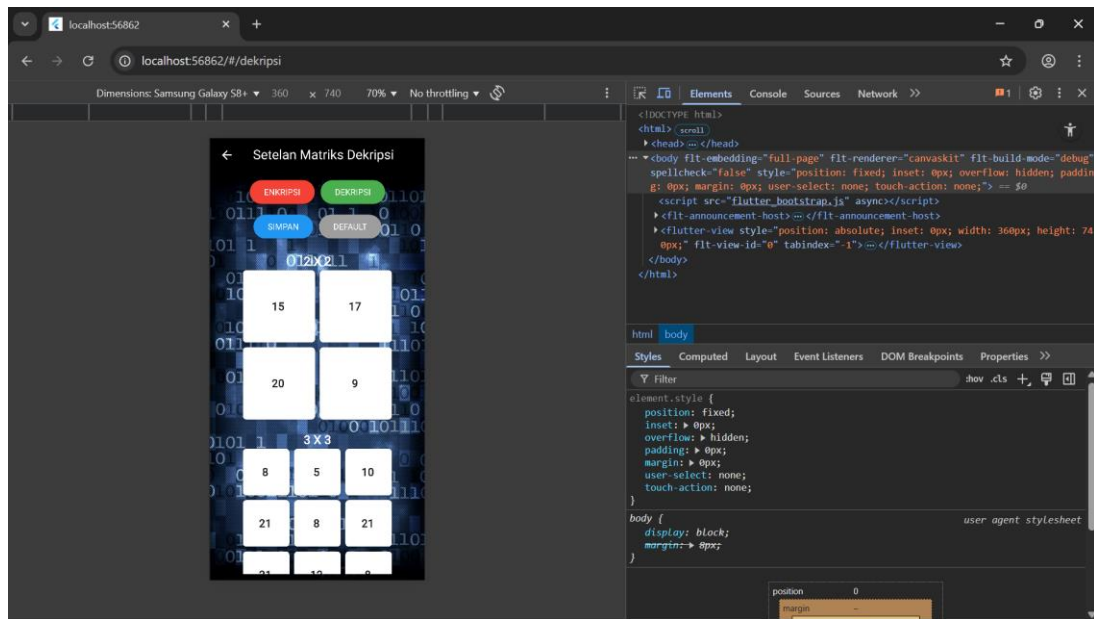 localhost:56862
localhost:56862/#/dekripsi
Dimensions: Samsung Galaxy S8+ 360 x 740 70% No throttling
Elements Console Sources Network 1
<!DOCTYPE html>
<html> scroll
<head> </head>
<body flt-embedding="full-page" flt-renderer="canvaskit" flt-build-mode="debug"
spellcheck="false" style="position: fixed; inset: 0px; overflow: hidden; paddin
g: 0px; margin: 0px; user-select: none; touch-action: none;"> == $0
<script src="flutter_bootstrap.js" async></script>
<flt-announcement-host> </flt-announcement-host>
<flutter-view style="position: absolute; inset: 0px; width: 360px; height: 74
0px;" flt-view-id="0" tabindex="-1"> </flutter-view>
</body>
</html>
html body
Styles Computed Layout Event Listeners DOM Breakpoints Properties
Filter :hov .cls
element.style {
position: fixed;
inset: 0px;
overflow: hidden;
padding: 0px;
margin: 0px;
user-select: none;
touch-action: none;
}
body { user agent stylesheet
display: block;
margin: 8px;
}
position 0
margin -
Setelan Matriks Dekripsi
ENKRIPSI DEKRIPSI
SIMPAN DEFAULT
2 X 2
15 17
20 9
3 X 3
8 5 10
21 8 21